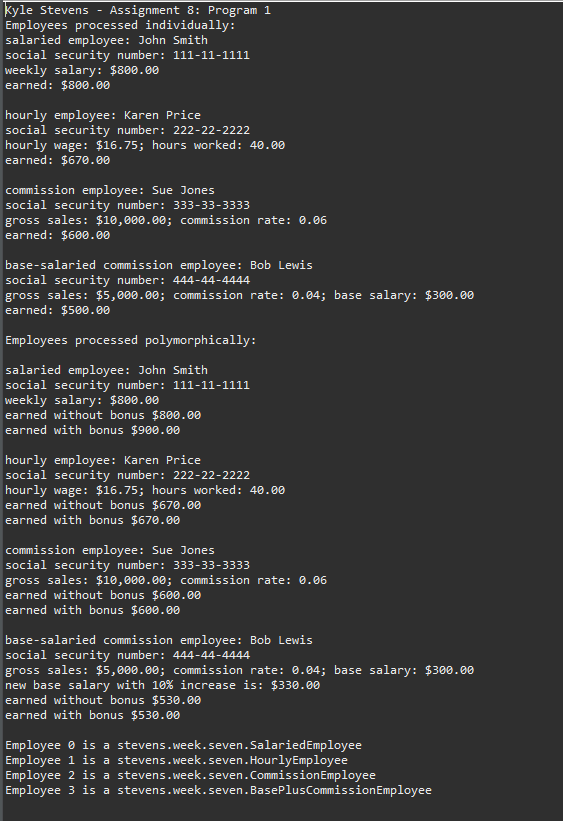 Kyle Stevens - Assignment 8: Program 1
Employees processed individually:
salaried employee: John Smith
social security number: 111-11-1111
weekly salary: $800.00
earned: $800.00

hourly employee: Karen Price
social security number: 222-22-2222
hourly wage: $16.75; hours worked: 40.00
earned: $670.00

commission employee: Sue Jones
social security number: 333-33-3333
gross sales: $10,000.00; commission rate: 0.06
earned: $600.00

base-salaried commission employee: Bob Lewis
social security number: 444-44-4444
gross sales: $5,000.00; commission rate: 0.04; base salary: $300.00
earned: $500.00

Employees processed polymorphically:

salaried employee: John Smith
social security number: 111-11-1111
weekly salary: $800.00
earned without bonus $800.00
earned with bonus $900.00

hourly employee: Karen Price
social security number: 222-22-2222
hourly wage: $16.75; hours worked: 40.00
earned without bonus $670.00
earned with bonus $670.00

commission employee: Sue Jones
social security number: 333-33-3333
gross sales: $10,000.00; commission rate: 0.06
earned without bonus $600.00
earned with bonus $600.00

base-salaried commission employee: Bob Lewis
social security number: 444-44-4444
gross sales: $5,000.00; commission rate: 0.04; base salary: $300.00
new base salary with 10% increase is: $330.00
earned without bonus $530.00
earned with bonus $530.00

Employee 0 is a stevens.week.seven.SalariedEmployee
Employee 1 is a stevens.week.seven.HourlyEmployee
Employee 2 is a stevens.week.seven.CommissionEmployee
Employee 3 is a stevens.week.seven.BasePlusCommissionEmployee